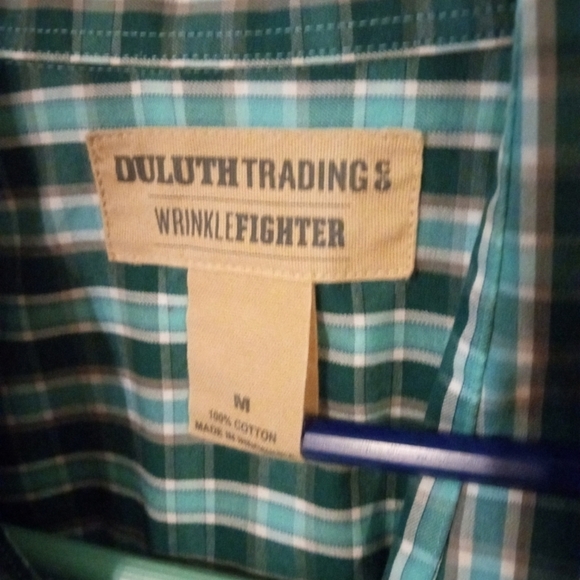 DULUTH TRADING CO
WRINKLEFIGHTER
M
100% COTTON
MADE IN